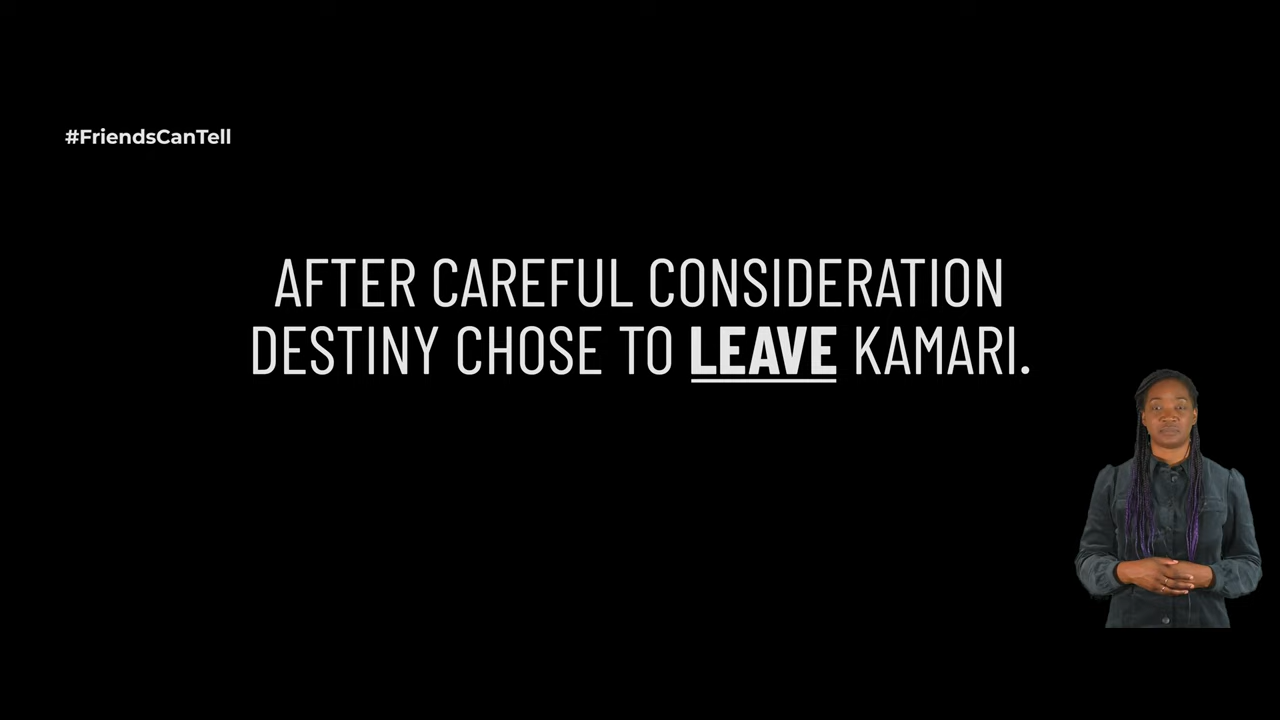 #FriendsCanTell
AFTER CAREFUL CONSIDERATION
DESTINY CHOSE TO LEAVE KAMARI.